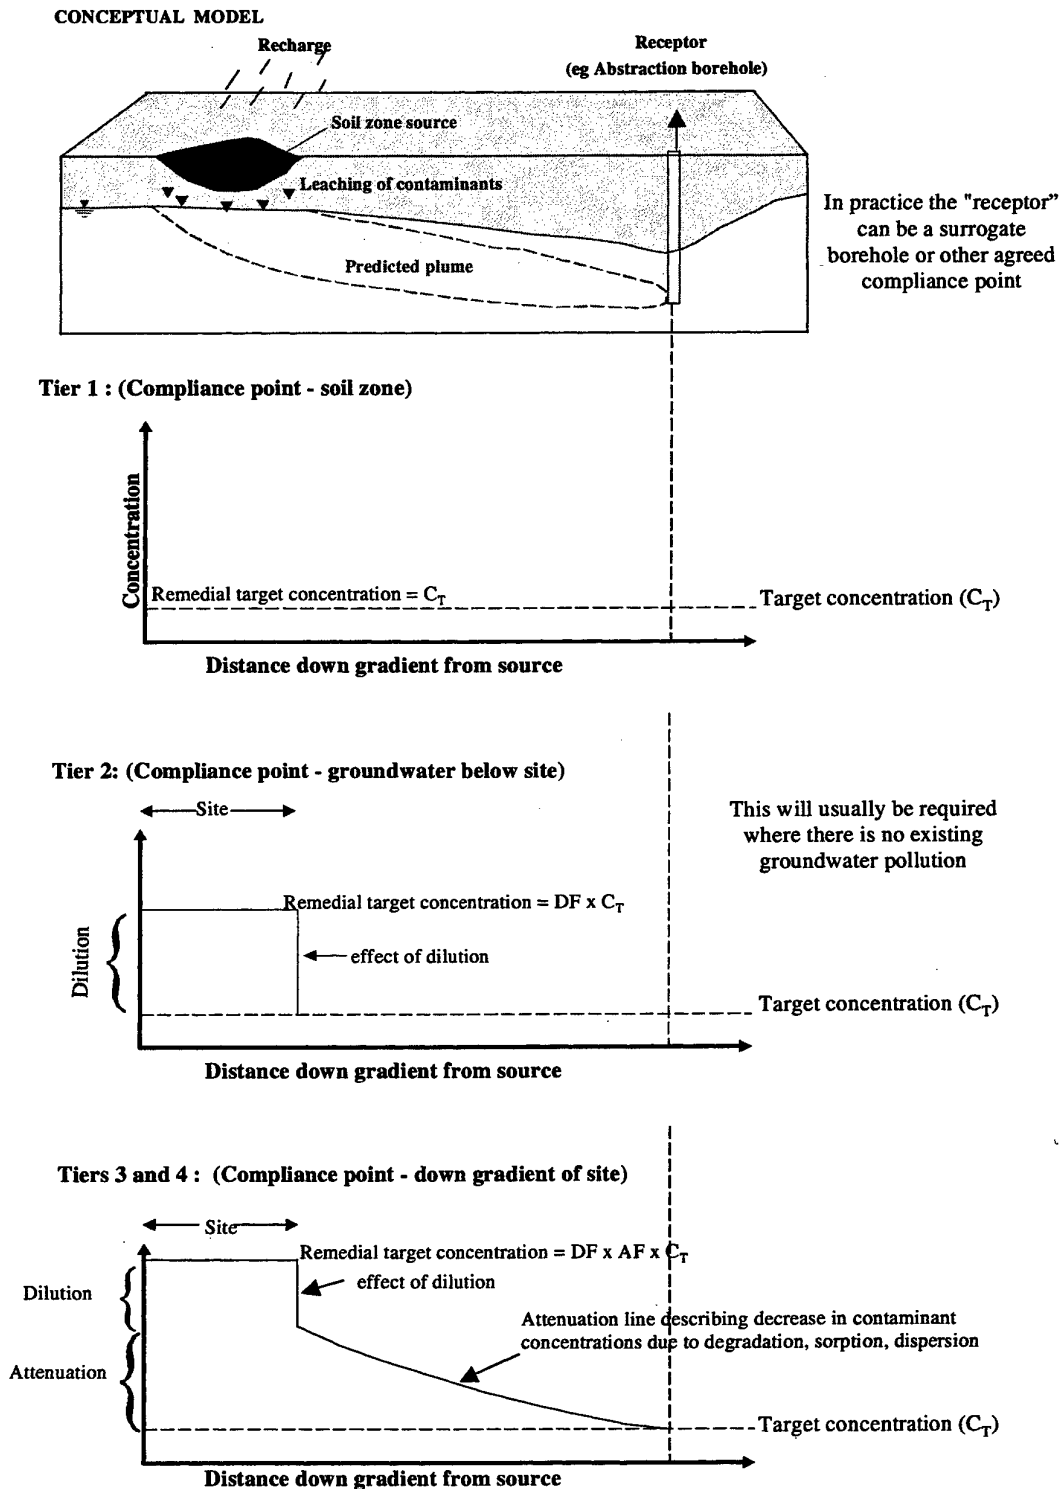 CONCEPTUAL MODEL
Recharge
Receptor
(eg Abstraction borehole)
Soil zone source
Leaching of contaminants
Predicted plume
In practice the "receptor"
can be a surrogate
borehole or other agreed
compliance point
Tier 1 : (Compliance point - soil zone)
Concentration
Remedial target concentration = C_T
Target concentration (C_T)
Distance down gradient from source
Tier 2: (Compliance point - groundwater below site)
Site
This will usually be required
where there is no existing
groundwater pollution
Remedial target concentration = DF x C_T
Dilution
effect of dilution
Target concentration (C_T)
Distance down gradient from source
Tiers 3 and 4 : (Compliance point - down gradient of site)
Site
Remedial target concentration = DF x AF x C_T
Dilution
effect of dilution
Attenuation line describing decrease in contaminant
concentrations due to degradation, sorption, dispersion
Attenuation
Target concentration (C_T)
Distance down gradient from source